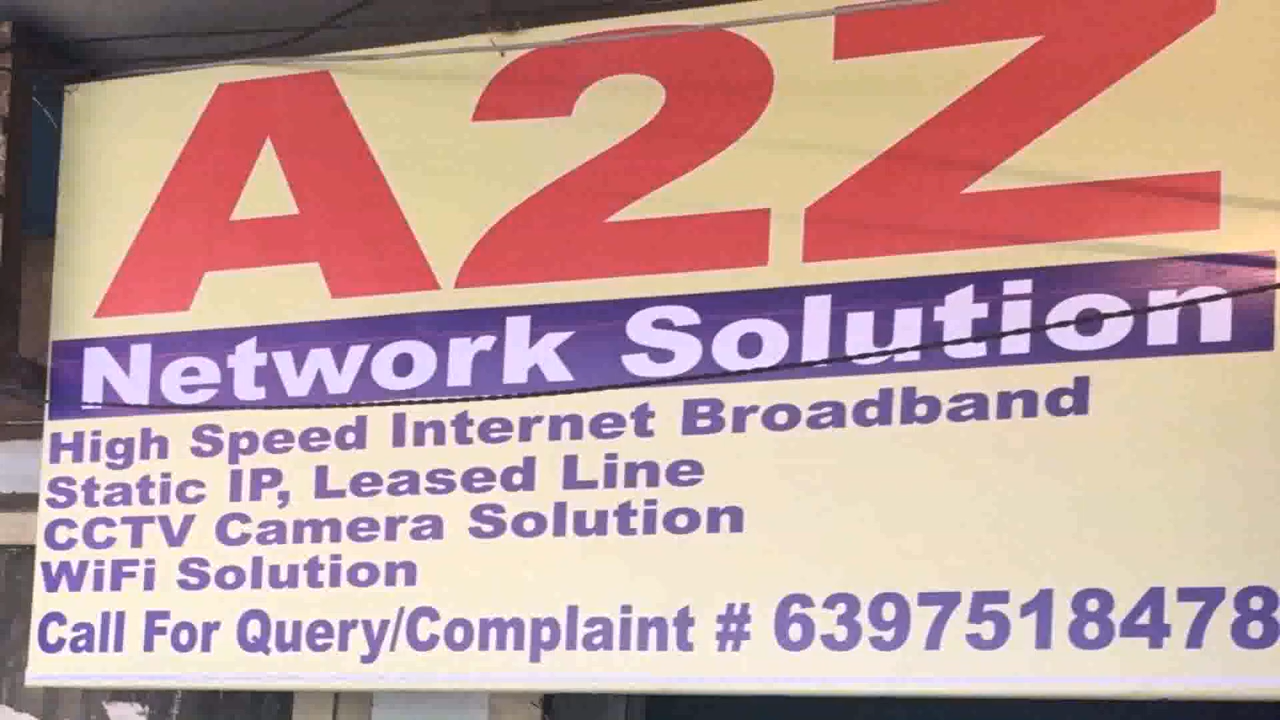 A2Z
Network Solution
High Speed Internet Broadband
Static IP, Leased Line
CCTV Camera Solution
WiFi Solution
Call For Query/Complaint # 6397518478